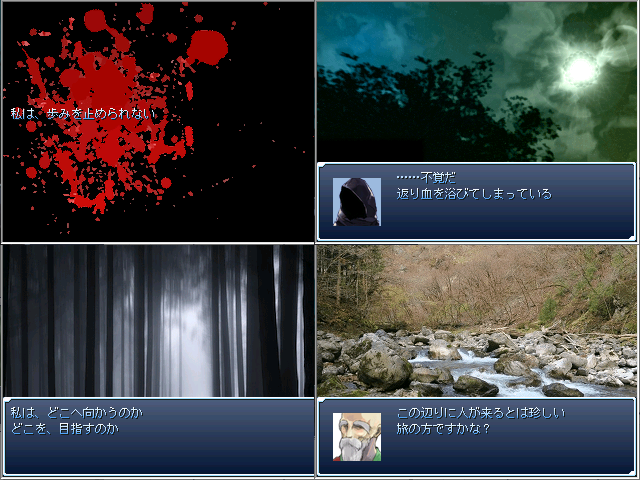 私は、歩みを止められない
……不覚だ
返り血を浴びてしまっている
私は、どこへ向かうのか
どこを、目指すのか
この辺りに人が来るとは珍しい
旅の方ですかな？